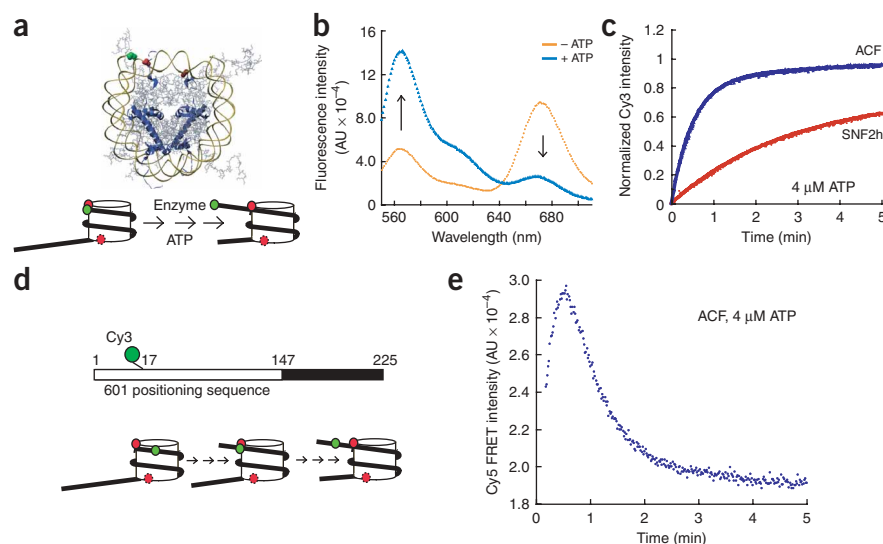 a
Enzyme
ATP
b
Fluorescence intensity
(AU × 10⁻⁴)
16
12
8.0
4.0
0
– ATP
+ ATP
560 600 640 680
Wavelength (nm)
c
Normalized Cy3 intensity
1.2
1
0.8
0.6
0.4
0.2
0
ACF
SNF2h
4 μM ATP
0 1 2 3 4 5
Time (min)
d
Cy3
1 17 147 225
601 positioning sequence
e
Cy5 FRET intensity (AU × 10⁻⁴)
3.0
2.8
2.6
2.4
2.2
2.0
1.8
ACF, 4 μM ATP
0 1 2 3 4 5
Time (min)